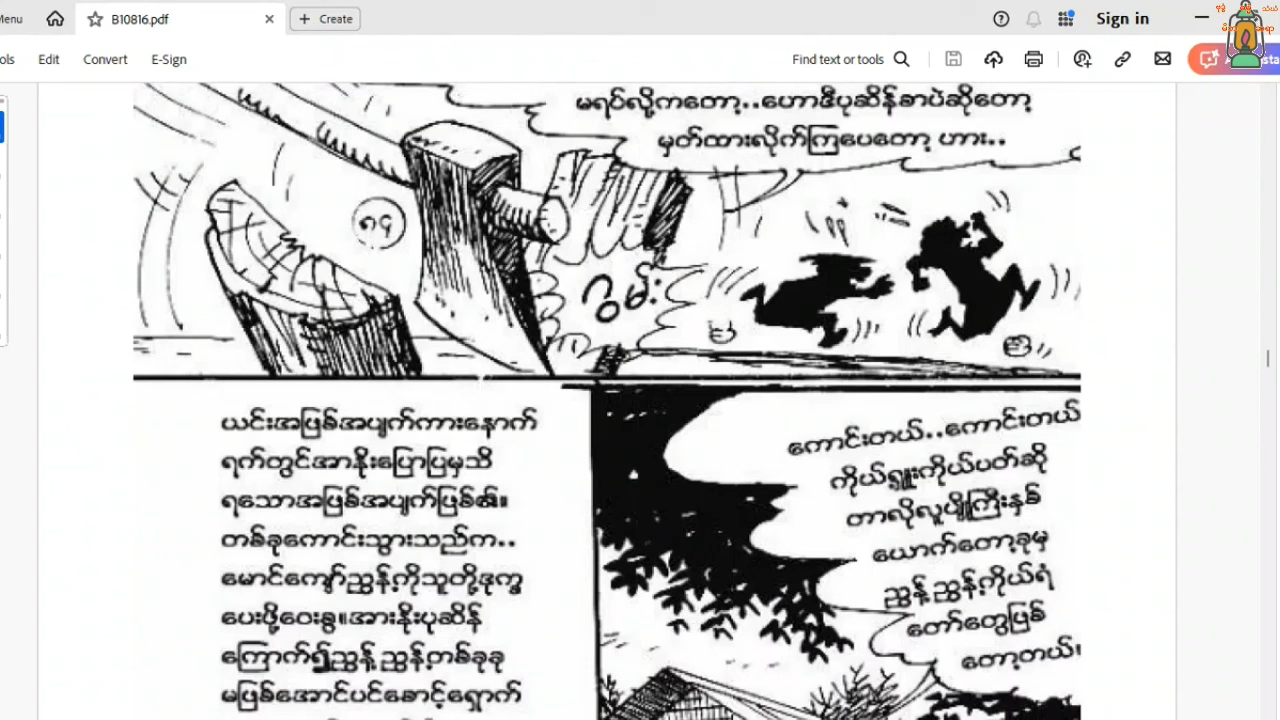 Menu
B10816.pdf
Create
Sign in
ols
Edit
Convert
E-Sign
Find text or tools
မရပ်လို့ကတော့..ဟောဒီပုဆိန်စာပဲဆိုတော့
မှတ်ထားလိုက်ကြပေတော့ ဟား..
၈၄
ဂွမ်း
ယင်းအဖြစ်အပျက်ကားနောက်
ရက်တွင်အာနိုးပြောပြမှသိ
ရသောအဖြစ်အပျက်ဖြစ်၏။
တစ်ခုကောင်းသွားသည်က..
မောင်ကျော်ညွန့်ကိုသူတို့ဒုက္ခ
ပေးဖို့ဝေးခွ။အားနိုးပုဆိန်
ကြောက်၍ညွန့်ညွန့်တစ်ခုခု
မဖြစ်အောင်ပင်စောင့်ရှောက်
ကောင်းတယ်..ကောင်းတယ်
ကိုယ်ရှူးကိုယ်ပတ်ဆို
တာလိုလူပျိုကြီးနှစ်
ယောက်တော့ခုမှ
ညွန့်ညွန့်ကိုယ်ရံ
တော်တွေဖြစ်
တော့တယ်။